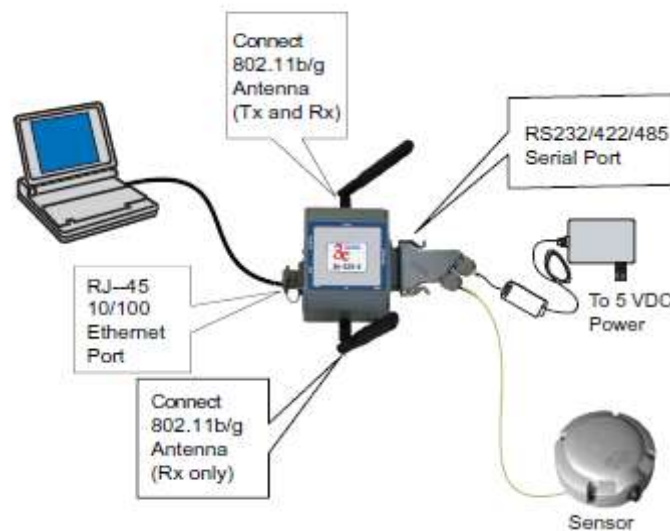 Connect
802.11b/g
Antenna
(Tx and Rx)
RS232/422/485
Serial Port
RJ--45
10/100
Ethernet
Port
To 5 VDC
Power
Connect
802.11b/g
Antenna
(Rx only)
Sensor